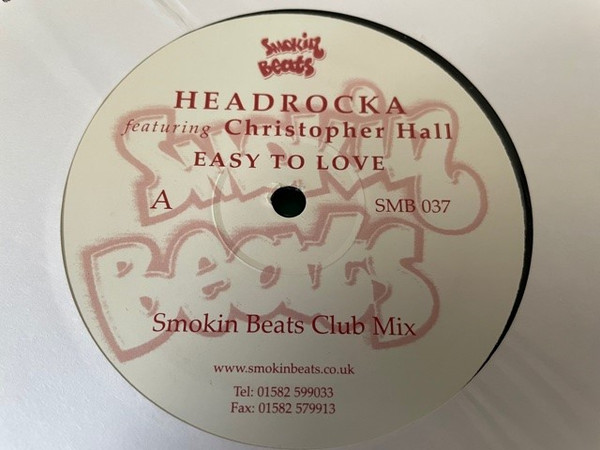 Smokin
Beats
HEADROCKA
featuring Christopher Hall
EASY TO LOVE
A
SMB 037
Smokin
Beats
Smokin Beats Club Mix
www.smokinbeats.co.uk
Tel: 01582 599033
Fax: 01582 579913